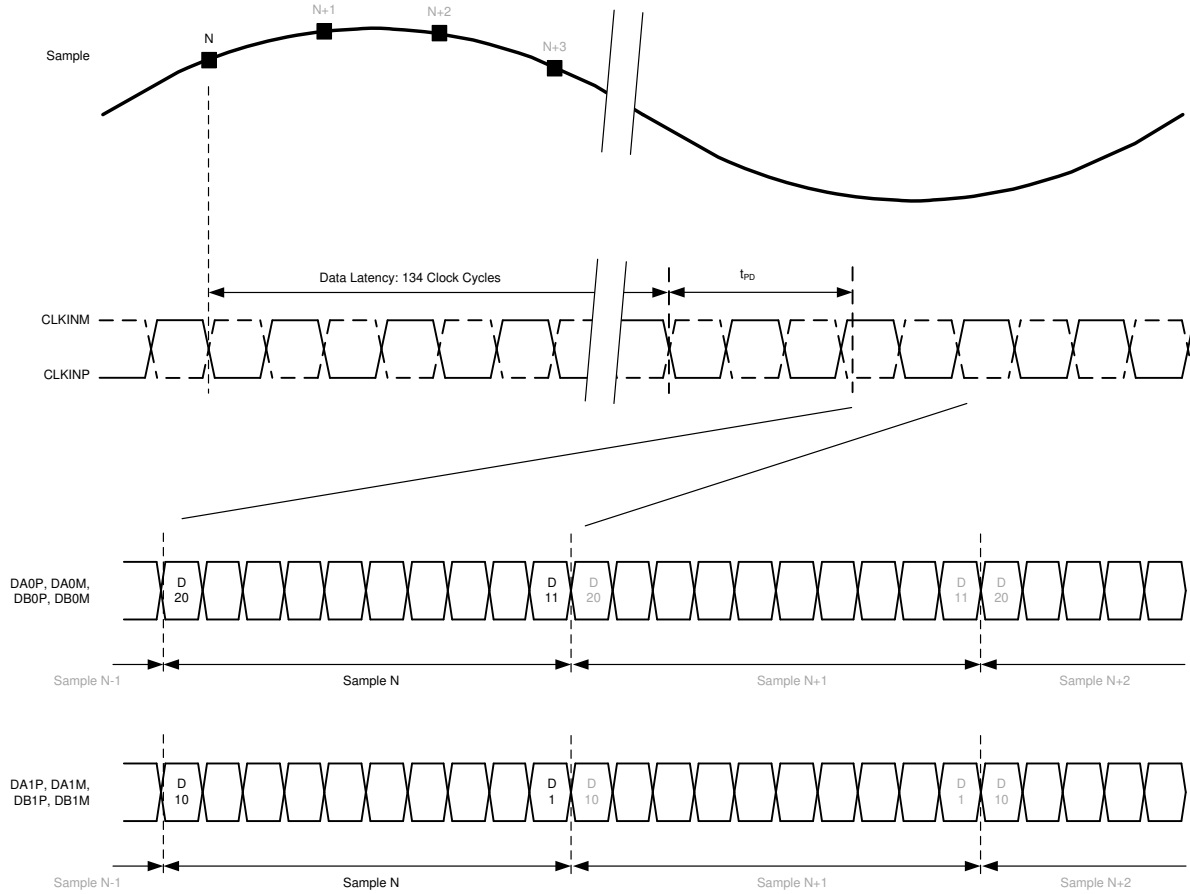 N+1
N+2
N
N+3
Sample
Data Latency: 134 Clock Cycles
tPD
CLKINM
CLKINP
DA0P, DA0M,
DB0P, DB0M
D
20
D
11
D
20
D
11
D
20
Sample N-1
Sample N
Sample N+1
Sample N+2
DA1P, DA1M,
DB1P, DB1M
D
10
D
1
D
10
D
1
D
10
Sample N-1
Sample N
Sample N+1
Sample N+2